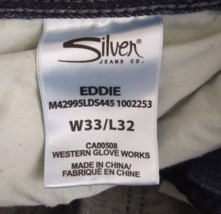 Silver
JEANS CO.
EDDIE
M42995LDS445 1002253
W33/L32
CA00508
WESTERN GLOVE WORKS
MADE IN CHINA/
FABRIQUÉ EN CHINE